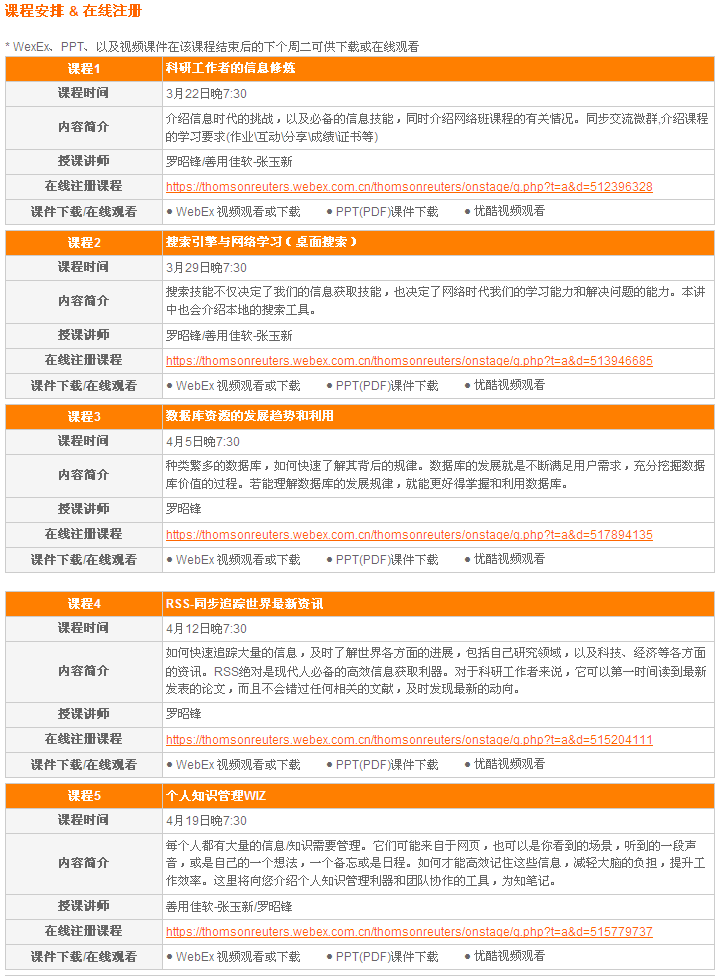 课程安排 & 在线注册
* WexEx、PPT、以及视频课件在该课程结束后的下个周二可供下载或在线观看
课程1 科研工作者的信息修炼
课程时间 3月22日晚7:30
内容简介 介绍信息时代的挑战，以及必备的信息技能，同时介绍网络班课程的有关情况。同步交流微群,介绍课程
的学习要求(作业\互动\分享\成绩\证书等)
授课讲师 罗昭锋/善用佳软-张玉新
在线注册课程 https://thomsonreuters.webex.com.cn/thomsonreuters/onstage/g.php?t=a&d=512396328
课件下载/在线观看 ● WebEx 视频观看或下载 ● PPT(PDF)课件下载 ● 优酷视频观看
课程2 搜索引擎与网络学习（桌面搜索）
课程时间 3月29日晚7:30
内容简介 搜索技能不仅决定了我们的信息获取技能，也决定了网络时代我们的学习能力和解决问题的能力。本讲
中也会介绍本地的搜索工具。
授课讲师 罗昭锋/善用佳软-张玉新
在线注册课程 https://thomsonreuters.webex.com.cn/thomsonreuters/onstage/g.php?t=a&d=513946685
课件下载/在线观看 ● WebEx 视频观看或下载 ● PPT(PDF)课件下载 ● 优酷视频观看
课程3 数据库资源的发展趋势和利用
课程时间 4月5日晚7:30
内容简介 种类繁多的数据库，如何快速了解其背后的规律。数据库的发展就是不断满足用户需求，充分挖掘数据
库价值的过程。若能理解数据库的发展规律，就能更好得掌握和利用数据库。
授课讲师 罗昭锋
在线注册课程 https://thomsonreuters.webex.com.cn/thomsonreuters/onstage/g.php?t=a&d=517894135
课件下载/在线观看 ● WebEx 视频观看或下载 ● PPT(PDF)课件下载 ● 优酷视频观看
课程4 RSS-同步追踪世界最新资讯
课程时间 4月12日晚7:30
内容简介 如何快速追踪大量的信息，及时了解世界各方面的进展，包括自己研究领域，以及科技、经济等各方面
的资讯。RSS绝对是现代人必备的高效信息获取利器。对于科研工作者来说，它可以第一时间读到最新
发表的论文，而且不会错过任何相关的文献，及时发现最新的动向。
授课讲师 罗昭锋
在线注册课程 https://thomsonreuters.webex.com.cn/thomsonreuters/onstage/g.php?t=a&d=515204111
课件下载/在线观看 ● WebEx 视频观看或下载 ● PPT(PDF)课件下载 ● 优酷视频观看
课程5 个人知识管理WIZ
课程时间 4月19日晚7:30
内容简介 每个人都有大量的信息/知识需要管理。它们可能来自于网页，也可以是你看到的场景，听到的一段声
音，或是自己的一个想法，一个备忘或是日程。如何才能高效记住这些信息，减轻大脑的负担，提升工
作效率。这里将向您介绍个人知识管理利器和团队协作的工具，为知笔记。
授课讲师 善用佳软-张玉新/罗昭锋
在线注册课程 https://thomsonreuters.webex.com.cn/thomsonreuters/onstage/g.php?t=a&d=515779737
课件下载/在线观看 ● WebEx 视频观看或下载 ● PPT(PDF)课件下载 ● 优酷视频观看